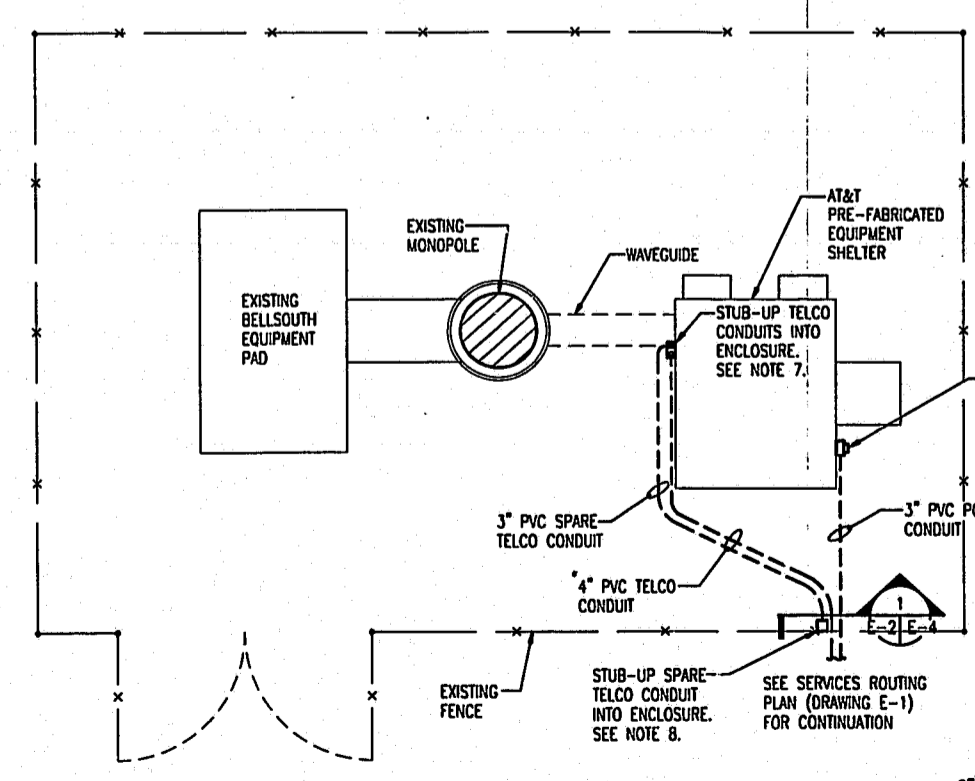 AT&T
PRE-FABRICATED
EQUIPMENT
SHELTER
EXISTING
MONOPOLE
WAVEGUIDE
EXISTING
BELLSOUTH
EQUIPMENT
PAD
STUB-UP TELCO
CONDUITS INTO
ENCLOSURE.
SEE NOTE 7.
3" PVC SPARE
TELCO CONDUIT
3" PVC
CONDUIT
4" PVC TELCO
CONDUIT
1
E-2 E-4
STUB-UP SPARE
TELCO CONDUIT
INTO ENCLOSURE.
SEE NOTE 8.
SEE SERVICES ROUTING
PLAN (DRAWING E-1)
FOR CONTINUATION
EXISTING
FENCE